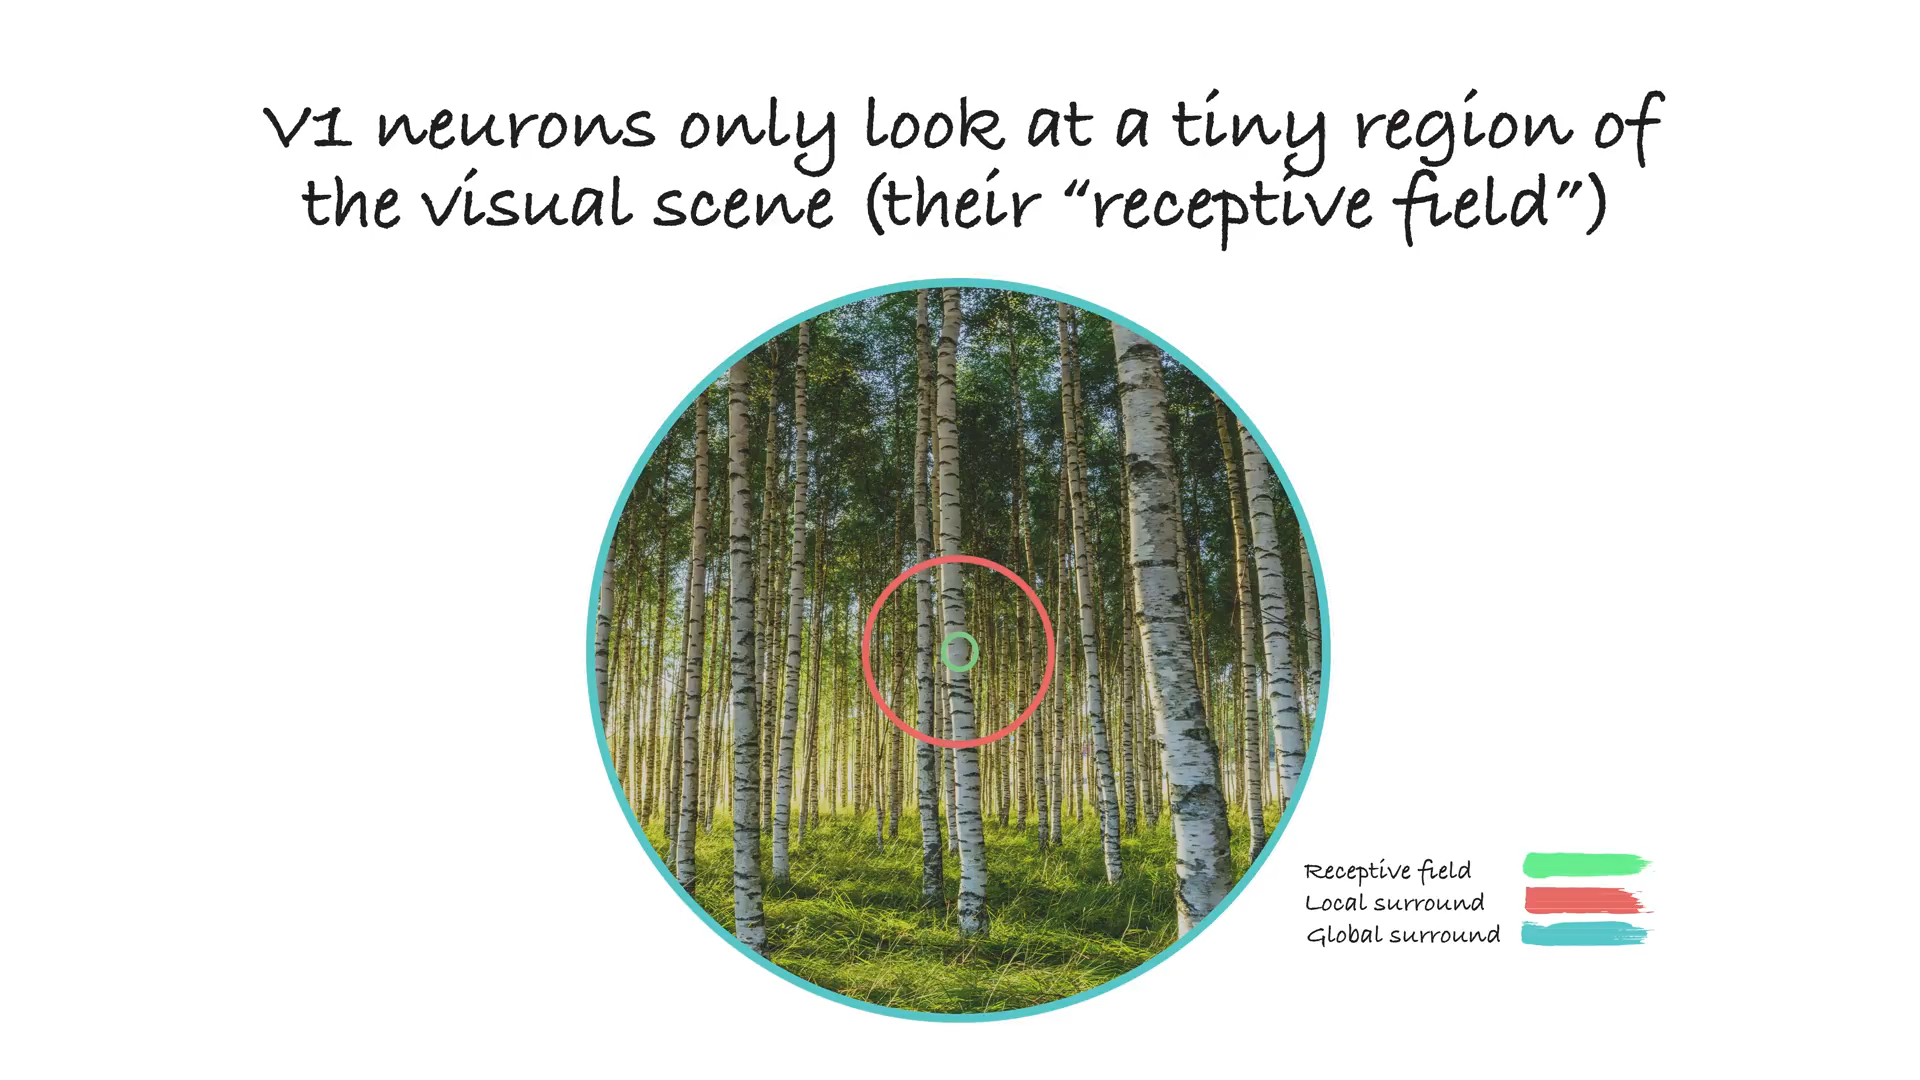 V1 neurons only look at a tiny region of
the visual scene (their “receptive field”)
Receptive field
Local surround
Global surround